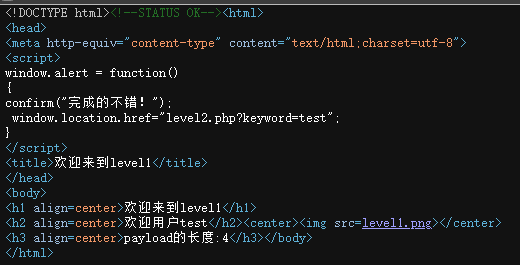 <!DOCTYPE html><!--STATUS OK--><html>
<head>
<meta http-equiv="content-type" content="text/html;charset=utf-8">
<script>
window.alert = function()
{
confirm("完成的不错！");
 window.location.href="level2.php?keyword=test";
}
</script>
<title>欢迎来到level1</title>
</head>
<body>
<h1 align=center>欢迎来到level1</h1>
<h2 align=center>欢迎用户test</h2><center><img src=level1.png></center>
<h3 align=center>payload的长度:4</h3></body>
</html>